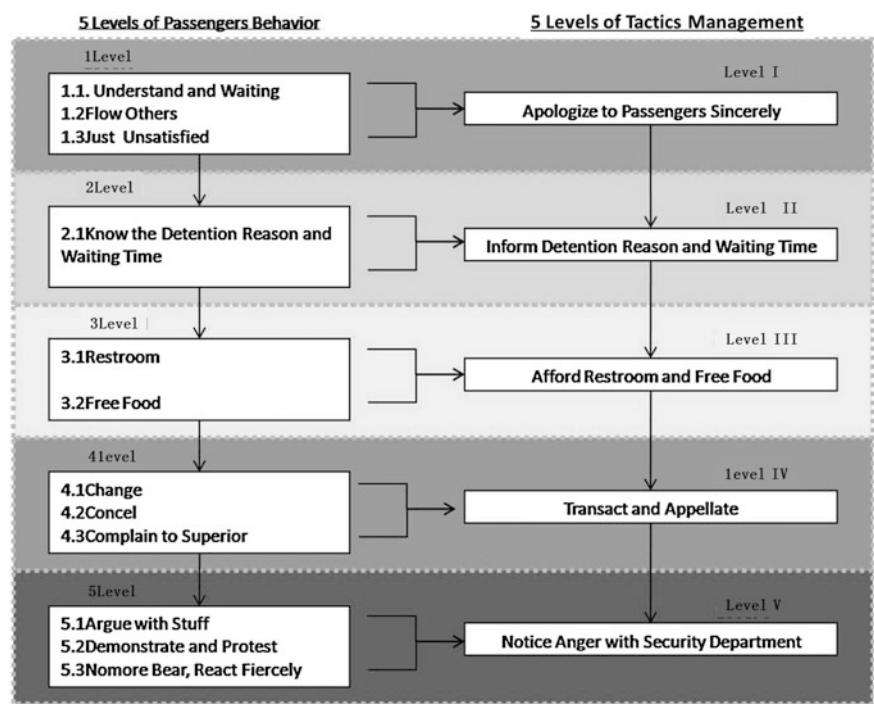 5 Levels of Passengers Behavior
5 Levels of Tactics Management
1Level
Level I
1.1. Understand and Waiting
1.2Flow Others
1.3Just Unsatisfied
Apologize to Passengers Sincerely
2Level
Level II
2.1Know the Detention Reason and
Waiting Time
Inform Detention Reason and Waiting Time
3Level
Level III
3.1Restroom
3.2Free Food
Afford Restroom and Free Food
41evel
1evel IV
4.1Change
4.2Concel
4.3Complain to Superior
Transact and Appellate
5Level
Level V
5.1Argue with Stuff
5.2Demonstrate and Protest
5.3Nomore Bear, React Fiercely
Notice Anger with Security Department